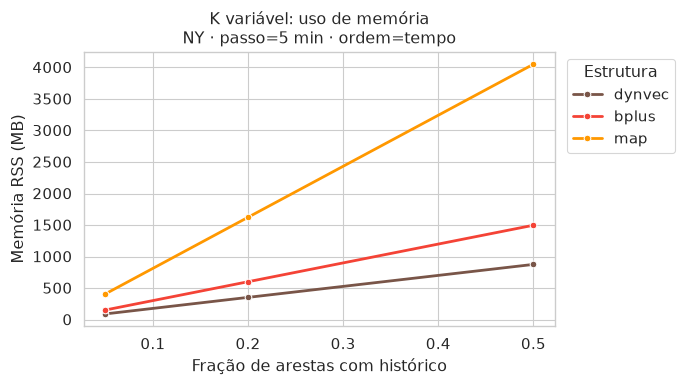 K variável: uso de memória
NY · passo=5 min · ordem=tempo
Memória RSS (MB)
4000
3500
3000
2500
2000
1500
1000
500
0
0.1
0.2
0.3
0.4
0.5
Fração de arestas com histórico
Estrutura
dynvec
bplus
map